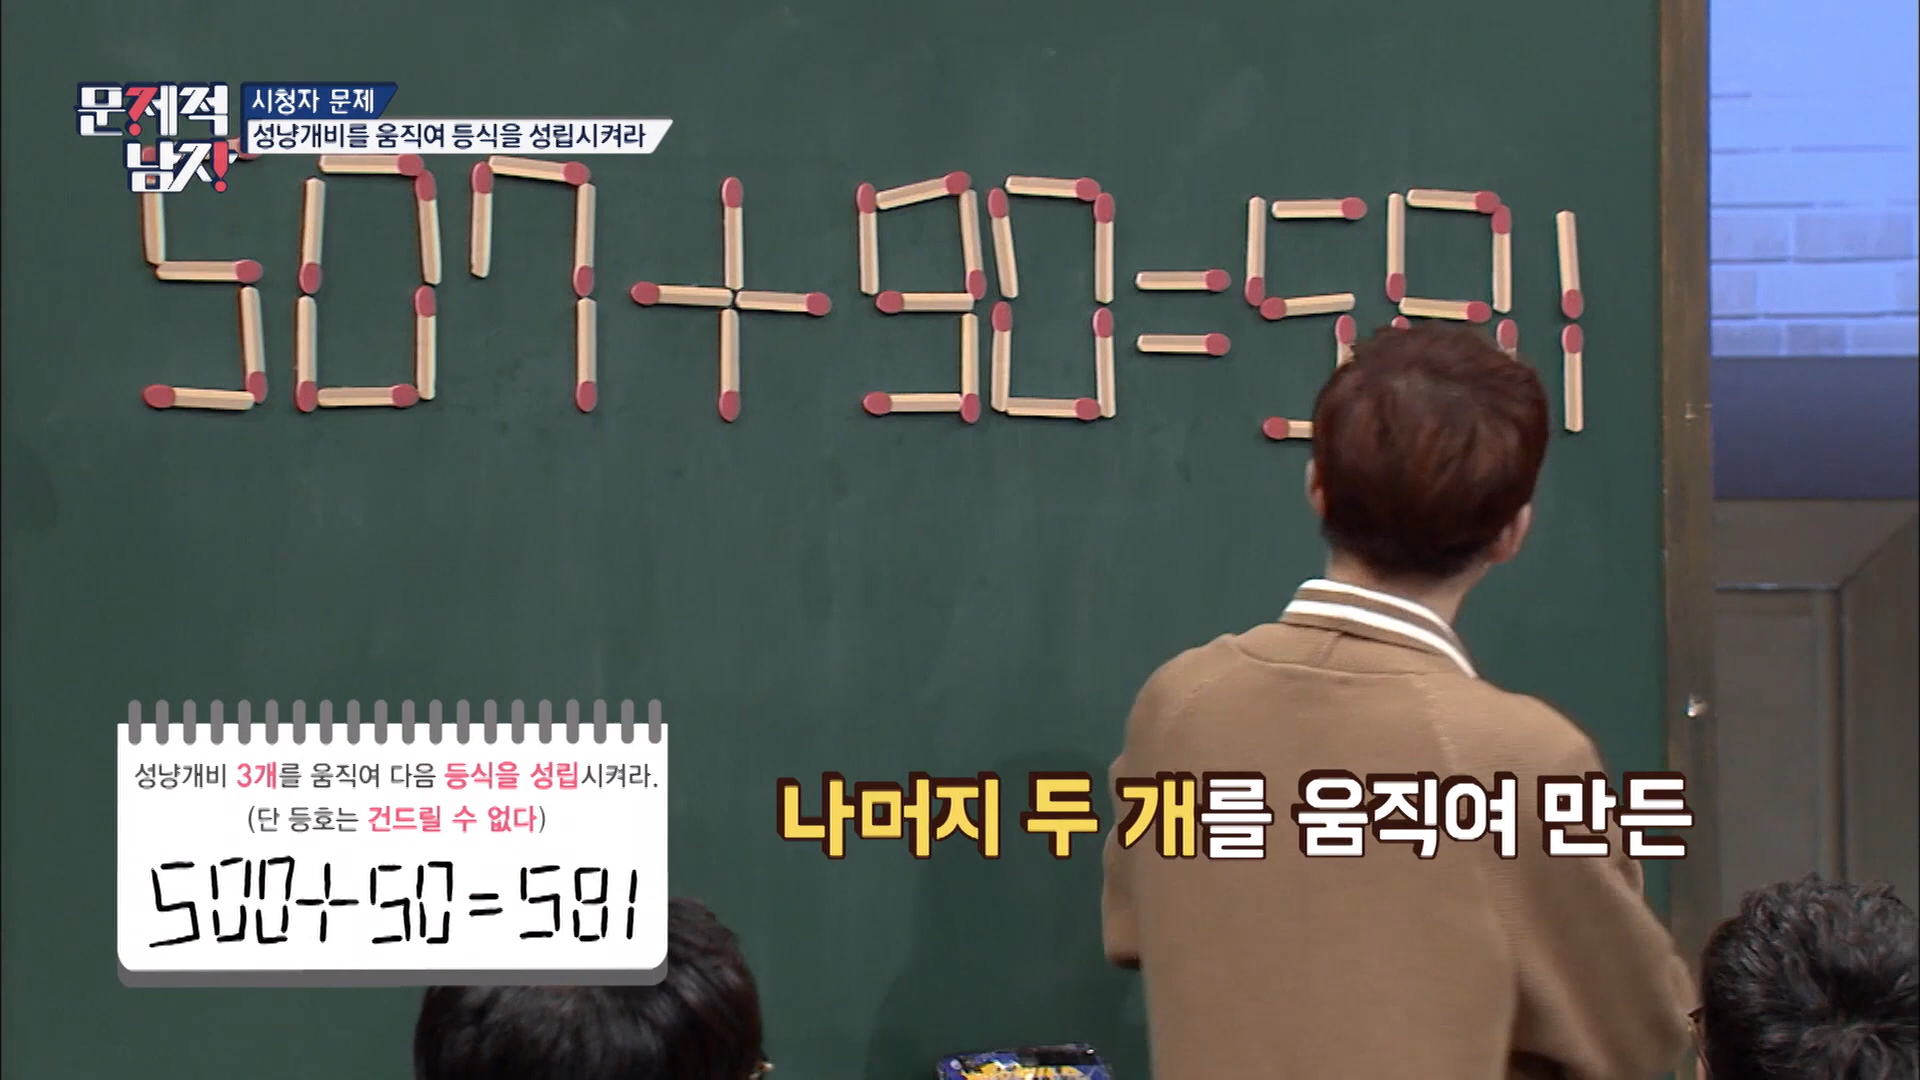 문제적
남자
시청자 문제
성냥개비를 움직여 등식을 성립시켜라
507+90=581
성냥개비 3개를 움직여 다음 등식을 성립시켜라.
(단 등호는 건드릴 수 없다)
500+50=581
나머지 두 개를 움직여 만든